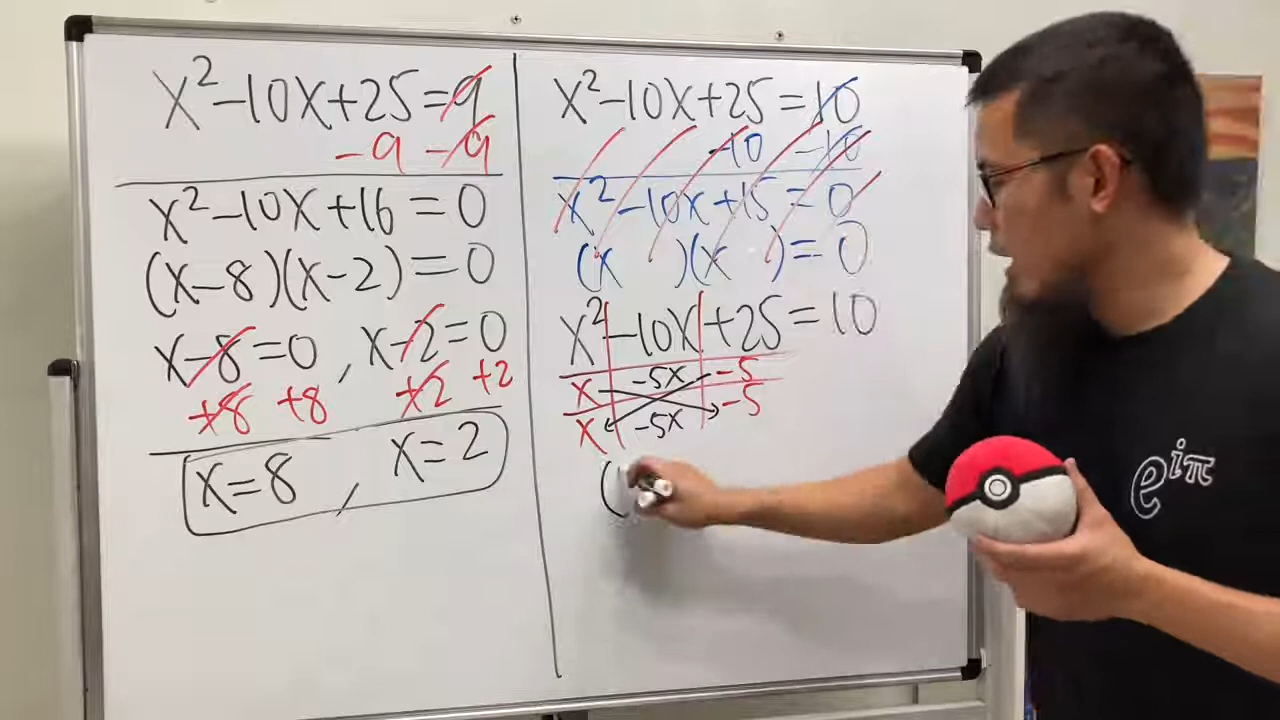 x²-10x+25=9
-9 -9
x²-10x+16=0
(x-8)(x-2)=0
x-8=0, x-2=0
+8 +8 +2 +2
x=8, x=2
x²-10x+25=10
-10 -10
x²-10x+15=0
(x )(x )=0
x²-10x+25=10
x -5x -5
x -5x -5
(
e^{iπ}